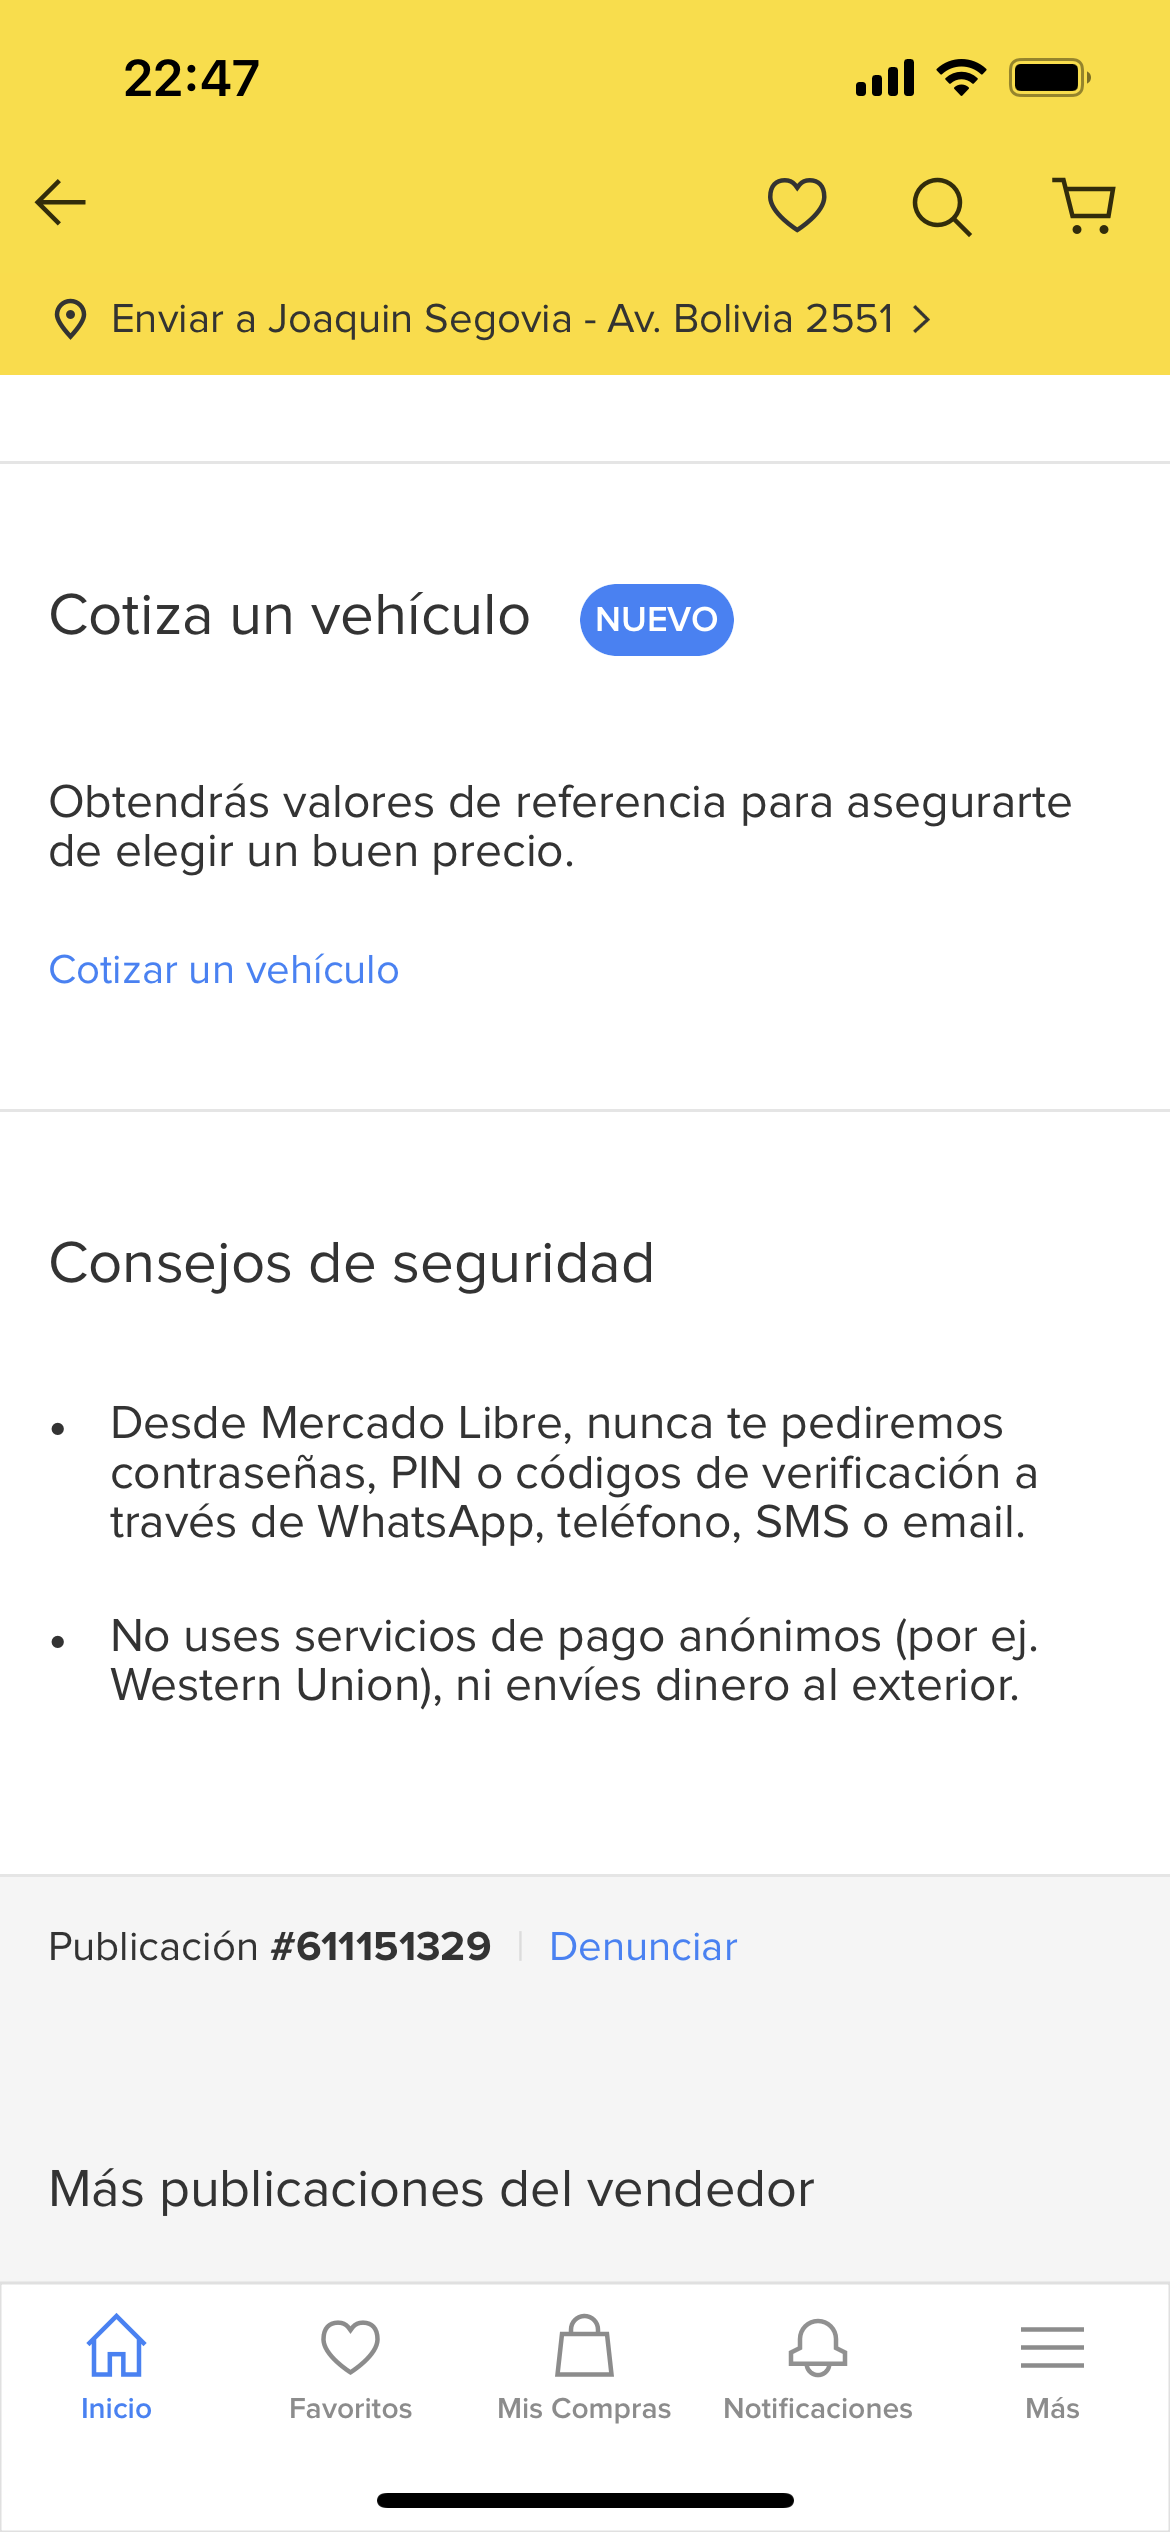 22:47
Enviar a Joaquin Segovia - Av. Bolivia 2551
Cotiza un vehículo NUEVO
Obtendrás valores de referencia para asegurarte
de elegir un buen precio.
Cotizar un vehículo
Consejos de seguridad
• Desde Mercado Libre, nunca te pediremos
contraseñas, PIN o códigos de verificación a
través de WhatsApp, teléfono, SMS o email.
• No uses servicios de pago anónimos (por ej.
Western Union), ni envíes dinero al exterior.
Publicación #611151329 | Denunciar
Más publicaciones del vendedor
Inicio Favoritos Mis Compras Notificaciones Más